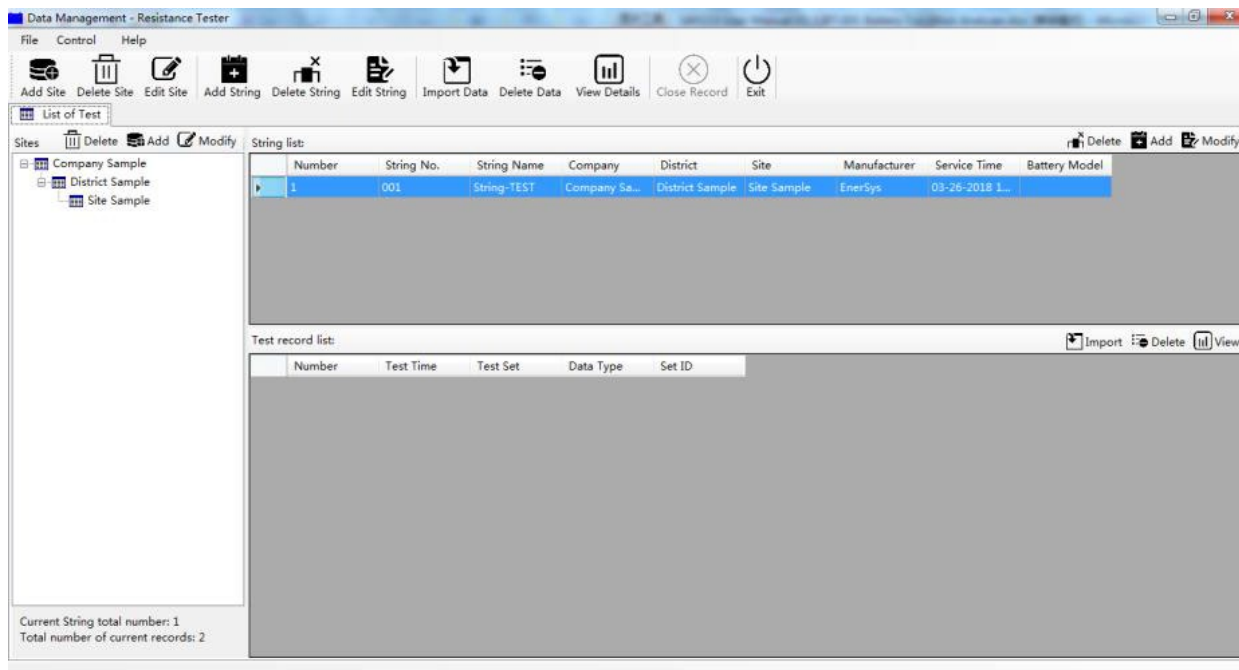 Data Management - Resistance Tester
File Control Help
Add Site Delete Site Edit Site Add String Delete String Edit String Import Data Delete Data View Details Close Record Exit
List of Test
Sites Delete Add Modify String list: Delete Add Modify
Number String No. String Name Company District Site Manufacturer Service Time Battery Model
1 001 String-TEST Company Sa... District Sample Site Sample EnerSys 03-26-2018 1...
Company Sample
District Sample
Site Sample
Test record list: Import Delete View
Number Test Time Test Set Data Type Set ID
Current String total number: 1
Total number of current records: 2